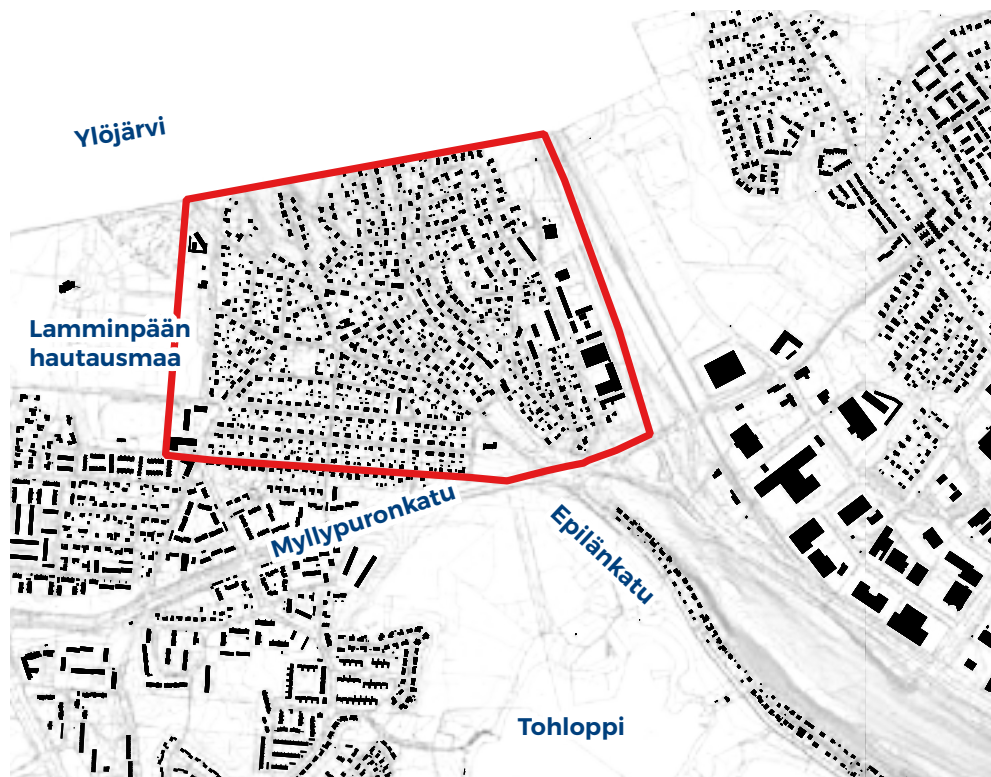 Ylöjärvi
Lamminpään
hautausmaa
Myllypuronkatu
Epilänkatu
Tohloppi